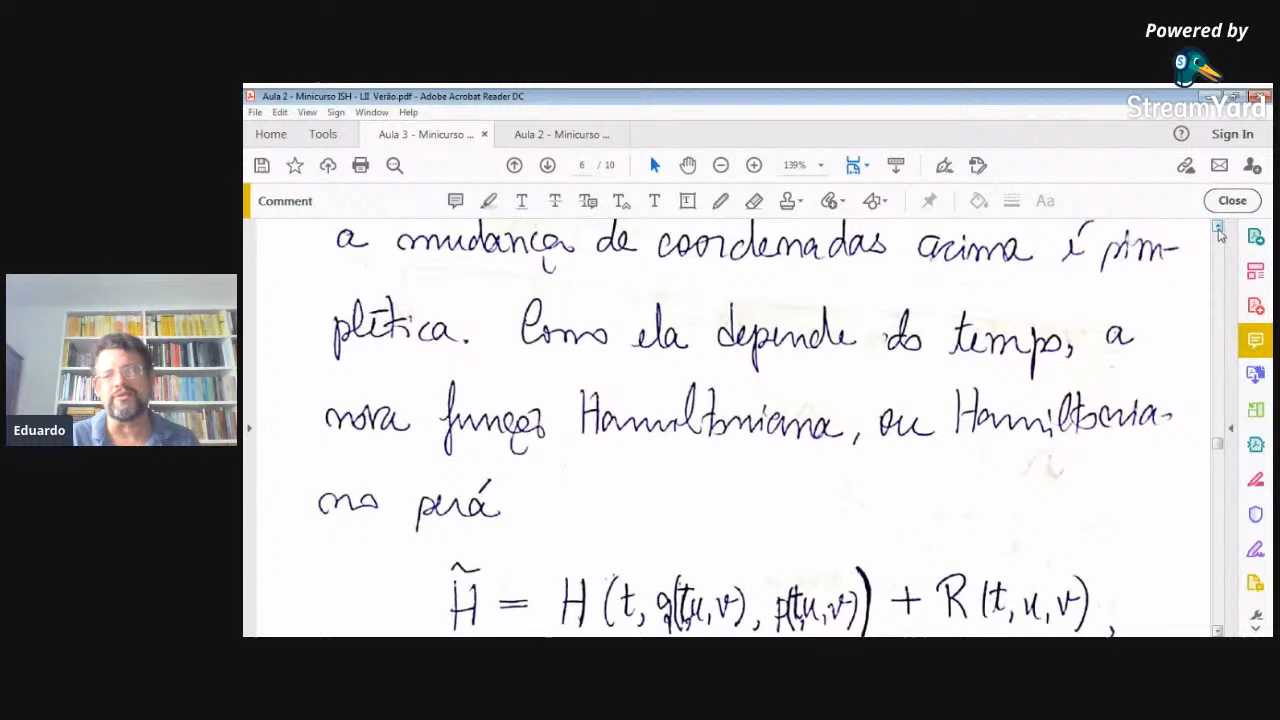 Powered by
StreamYard
Aula 2 - Minicurso ISH - LII Verão.pdf - Adobe Acrobat Reader DC
File Edit View Sign Window Help
Home Tools Aula 3 - Minicurso ... × Aula 2 - Minicurso ...
Sign In
6 / 10 139%
Comment
Close
a mudança de coordenadas acima é sim-
plética. Como ela depende do tempo, a
nova função Hamiltoniana, ou Hamiltonia-
no será
H̃ = H(t, q(t,u,v), p(t,u,v)) + R(t,u,v),
Eduardo